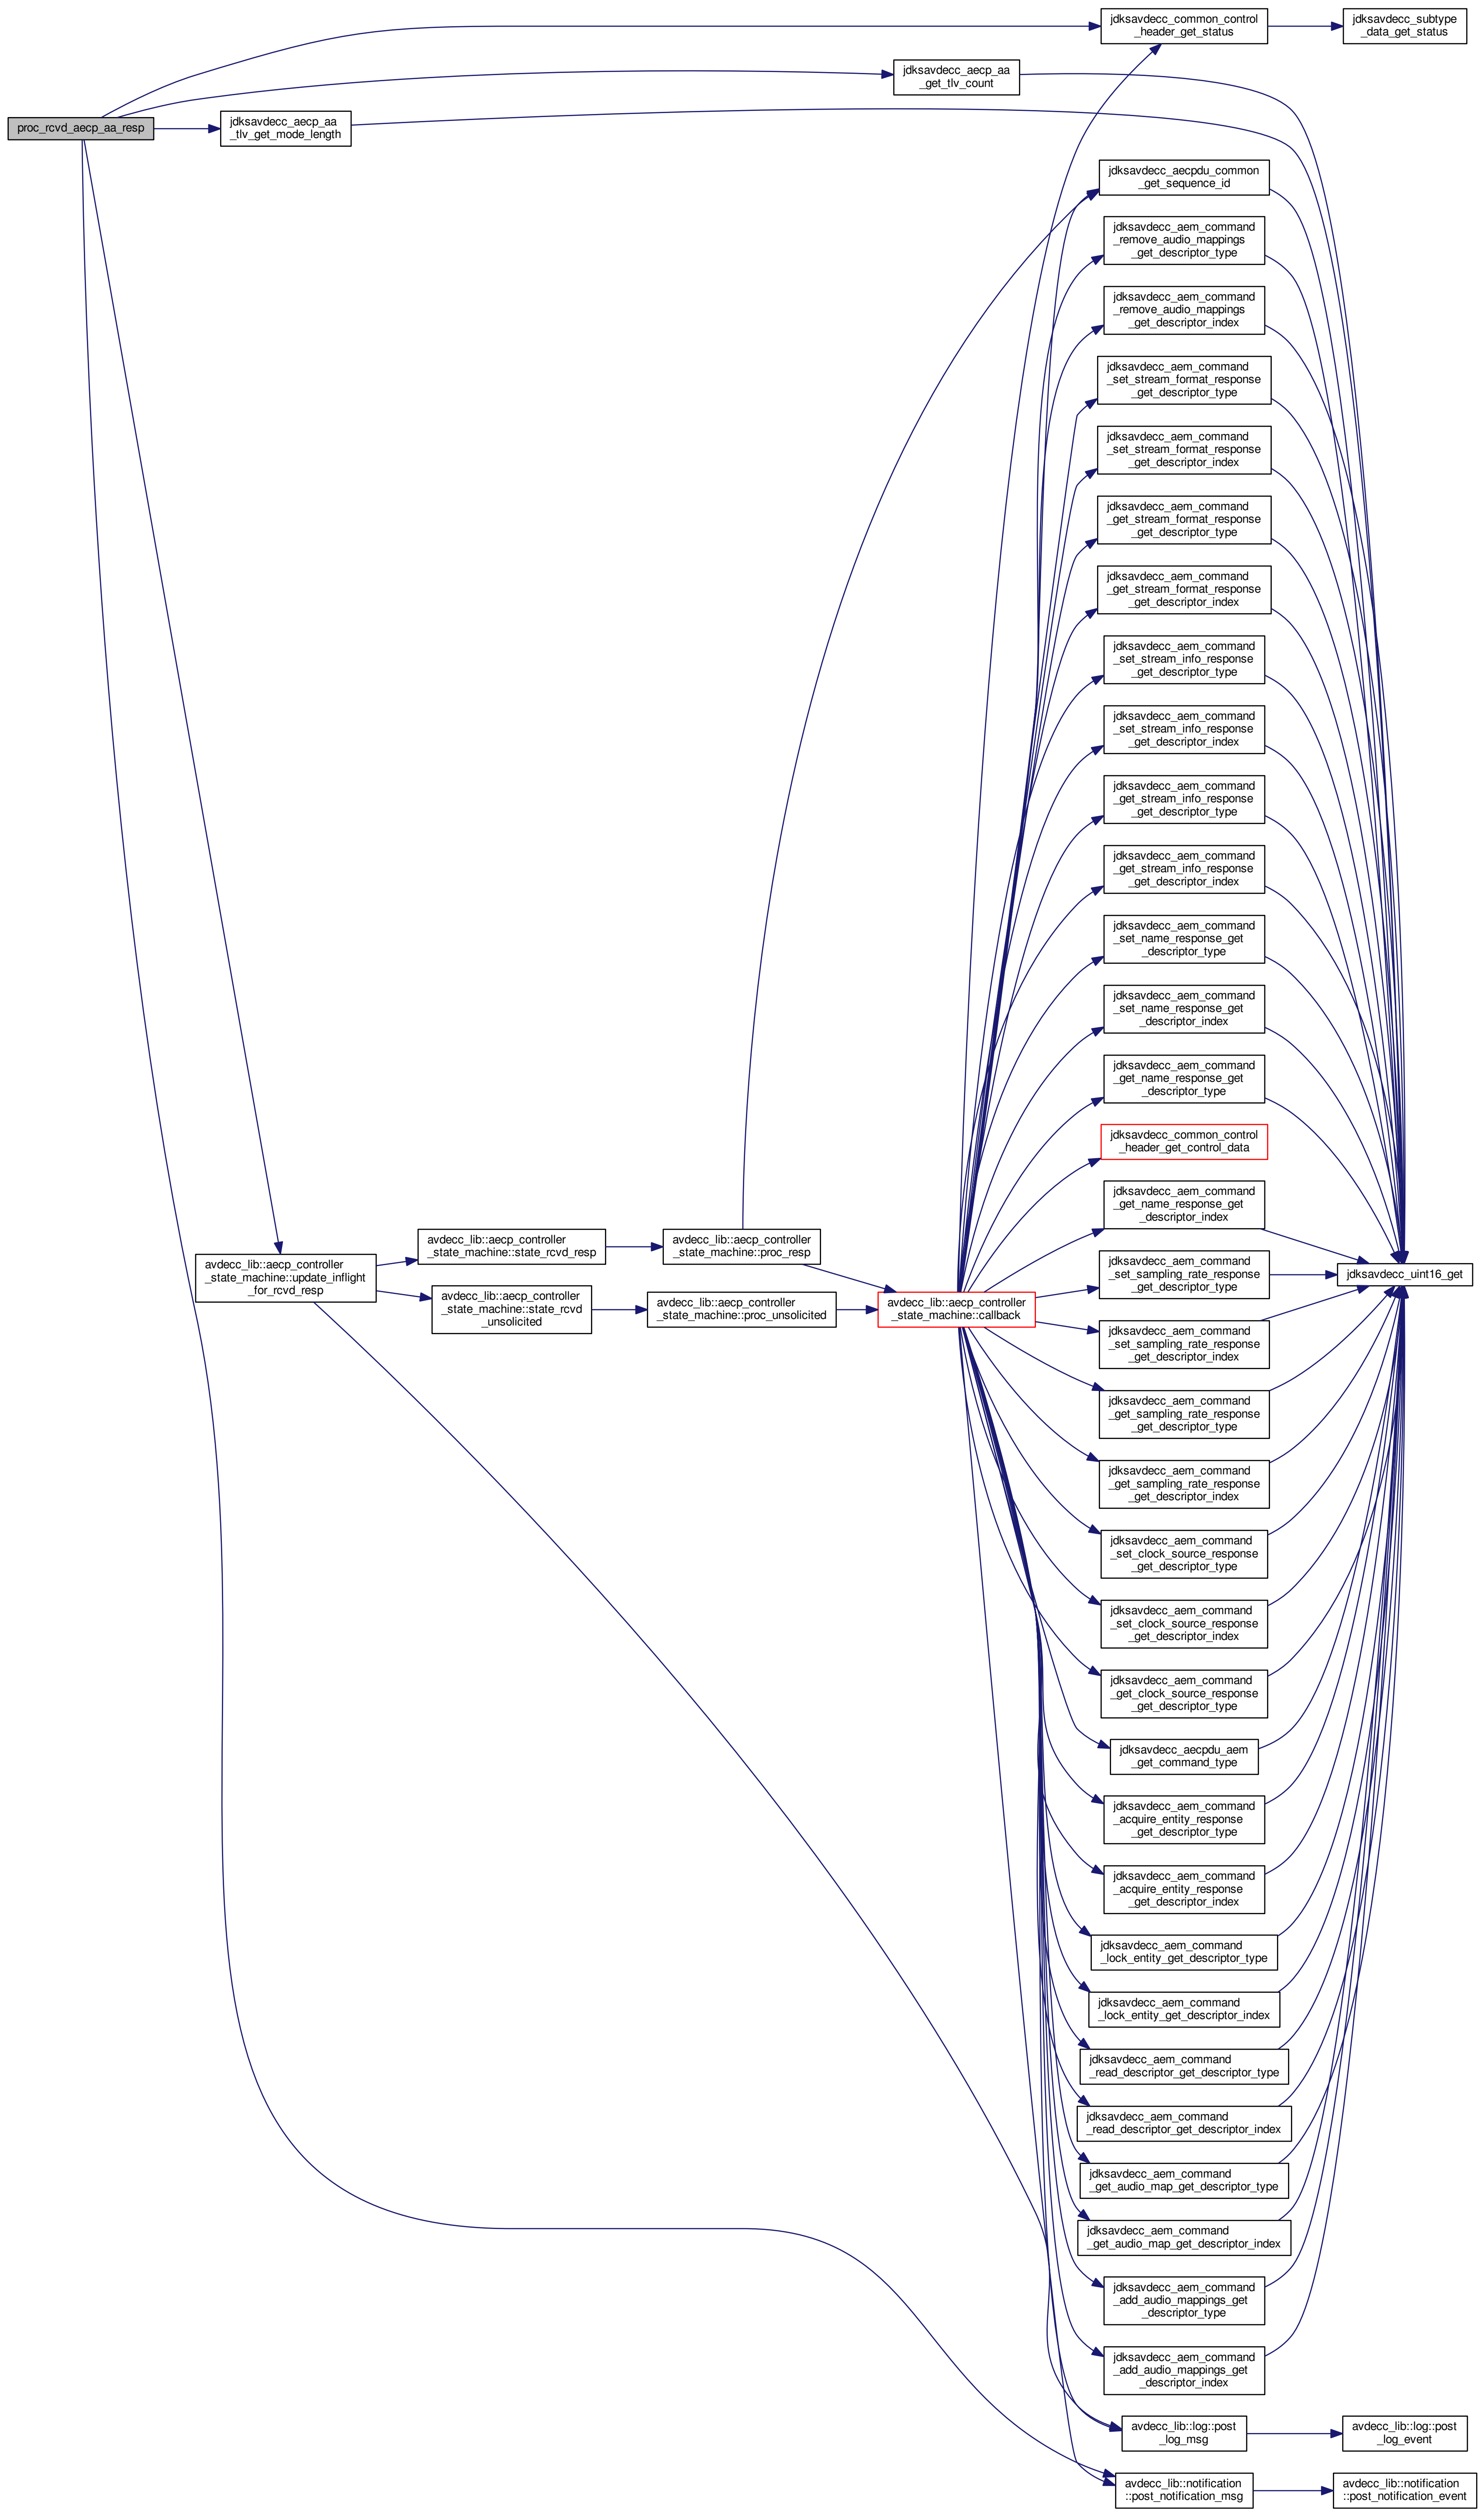 jdksavdecc_common_control
_header_get_status
jdksavdecc_subtype
_data_get_status
jdksavdecc_aecp_aa
_get_tlv_count
proc_rcvd_aecp_aa_resp
jdksavdecc_aecp_aa
_tlv_get_mode_length
jdksavdecc_aecpdu_common
_get_sequence_id
jdksavdecc_aem_command
_remove_audio_mappings
_get_descriptor_type
jdksavdecc_aem_command
_remove_audio_mappings
_get_descriptor_index
jdksavdecc_aem_command
_set_stream_format_response
_get_descriptor_type
jdksavdecc_aem_command
_set_stream_format_response
_get_descriptor_index
jdksavdecc_aem_command
_get_stream_format_response
_get_descriptor_type
jdksavdecc_aem_command
_get_stream_format_response
_get_descriptor_index
jdksavdecc_aem_command
_set_stream_info_response
_get_descriptor_type
jdksavdecc_aem_command
_set_stream_info_response
_get_descriptor_index
jdksavdecc_aem_command
_get_stream_info_response
_get_descriptor_type
jdksavdecc_aem_command
_get_stream_info_response
_get_descriptor_index
jdksavdecc_aem_command
_set_name_response_get
_descriptor_type
jdksavdecc_aem_command
_set_name_response_get
_descriptor_index
jdksavdecc_aem_command
_get_name_response_get
_descriptor_type
jdksavdecc_common_control
_header_get_control_data
jdksavdecc_aem_command
_get_name_response_get
_descriptor_index
avdecc_lib::aecp_controller
_state_machine::update_inflight
_for_rcvd_resp
avdecc_lib::aecp_controller
_state_machine::state_rcvd_resp
avdecc_lib::aecp_controller
_state_machine::proc_resp
avdecc_lib::aecp_controller
_state_machine::state_rcvd
_unsolicited
avdecc_lib::aecp_controller
_state_machine::proc_unsolicited
avdecc_lib::aecp_controller
_state_machine::callback
jdksavdecc_aem_command
_set_sampling_rate_response
_get_descriptor_type
jdksavdecc_uint16_get
jdksavdecc_aem_command
_set_sampling_rate_response
_get_descriptor_index
jdksavdecc_aem_command
_get_sampling_rate_response
_get_descriptor_type
jdksavdecc_aem_command
_get_sampling_rate_response
_get_descriptor_index
jdksavdecc_aem_command
_set_clock_source_response
_get_descriptor_type
jdksavdecc_aem_command
_set_clock_source_response
_get_descriptor_index
jdksavdecc_aem_command
_get_clock_source_response
_get_descriptor_type
jdksavdecc_aecpdu_aem
_get_command_type
jdksavdecc_aem_command
_acquire_entity_response
_get_descriptor_type
jdksavdecc_aem_command
_acquire_entity_response
_get_descriptor_index
jdksavdecc_aem_command
_lock_entity_get_descriptor_type
jdksavdecc_aem_command
_lock_entity_get_descriptor_index
jdksavdecc_aem_command
_read_descriptor_get_descriptor_type
jdksavdecc_aem_command
_read_descriptor_get_descriptor_index
jdksavdecc_aem_command
_get_audio_map_get_descriptor_type
jdksavdecc_aem_command
_get_audio_map_get_descriptor_index
jdksavdecc_aem_command
_add_audio_mappings_get
_descriptor_type
jdksavdecc_aem_command
_add_audio_mappings_get
_descriptor_index
avdecc_lib::log::post
_log_msg
avdecc_lib::log::post
_log_event
avdecc_lib::notification
::post_notification_msg
avdecc_lib::notification
::post_notification_event